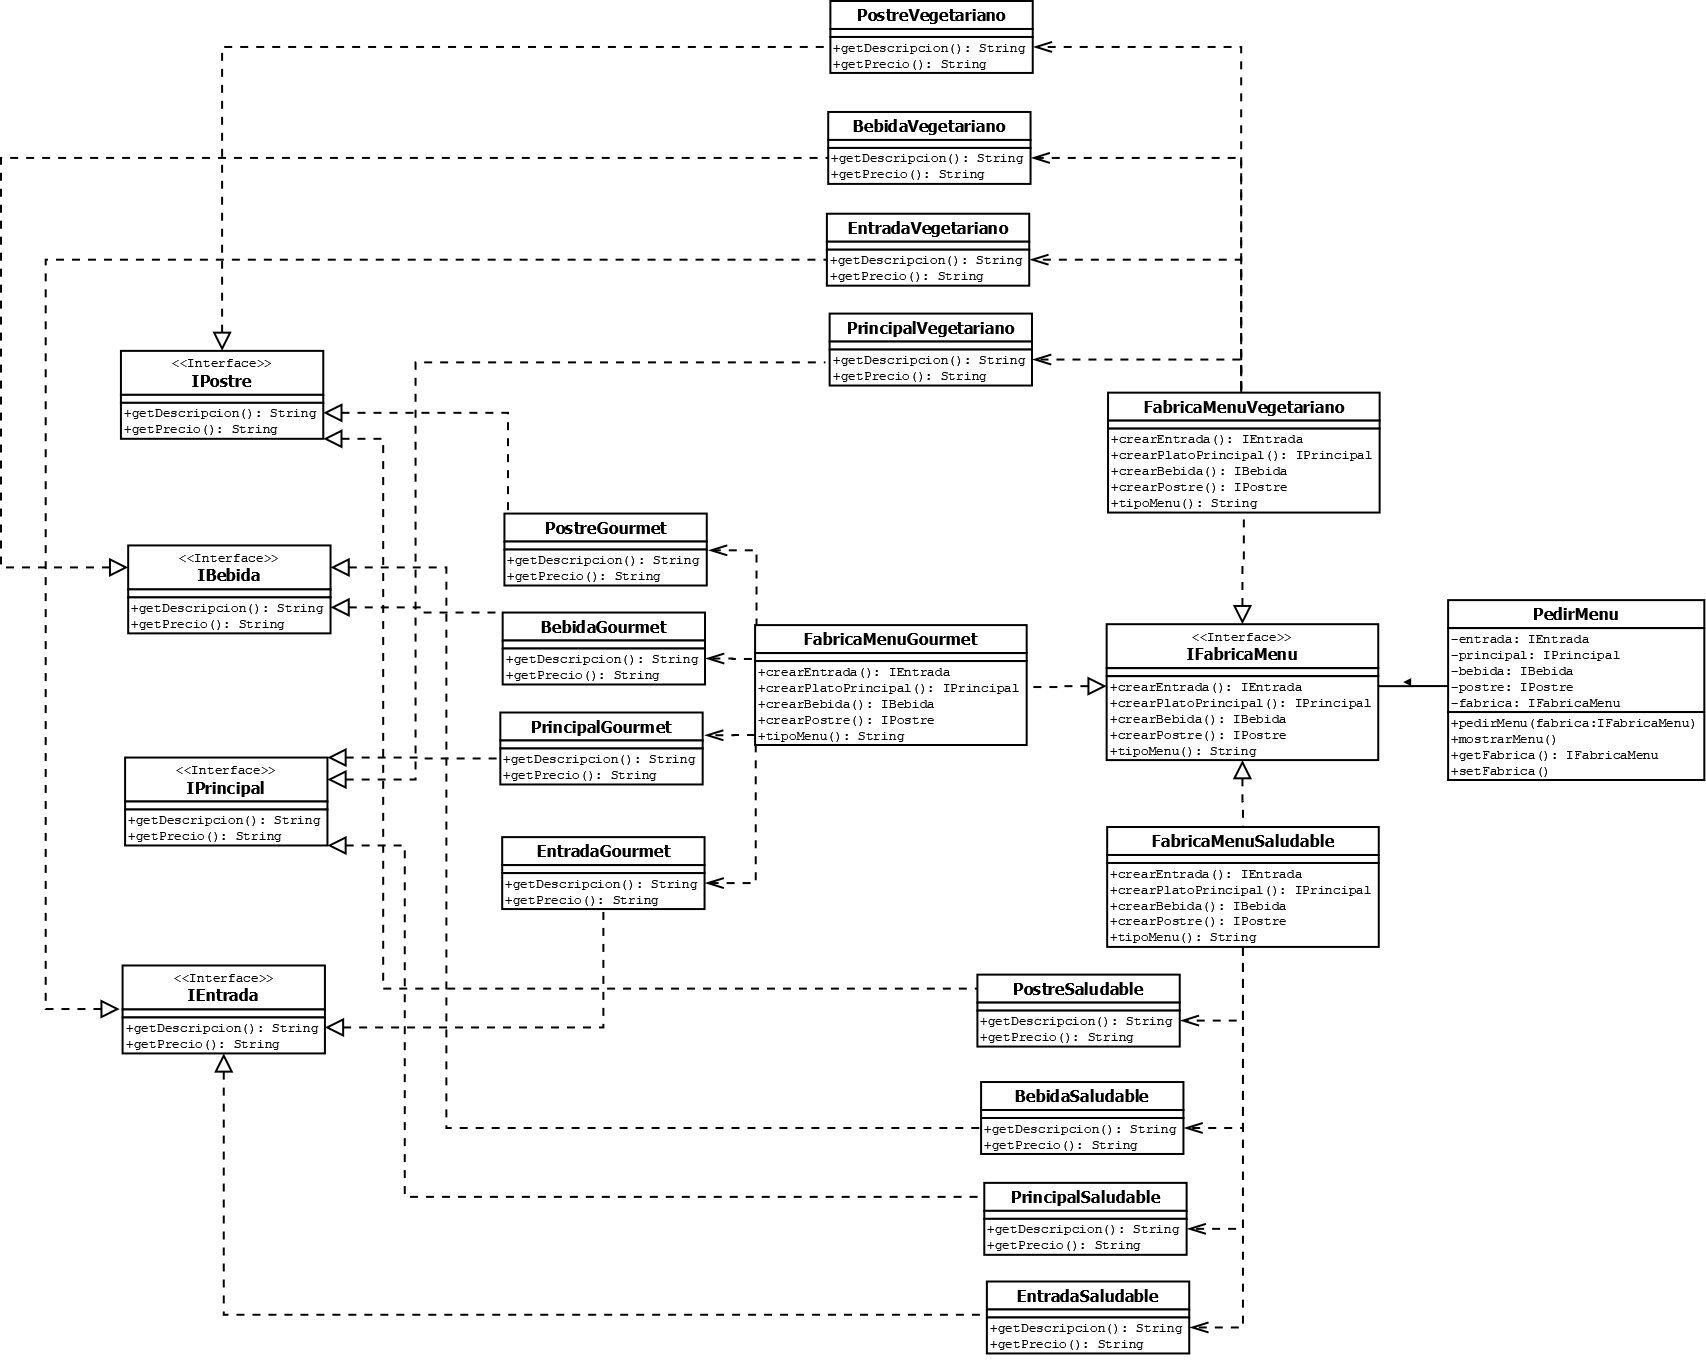 PostreVegetariano
+getDescripcion(): String
+getPrecio(): String
BebidaVegetariano
+getDescripcion(): String
+getPrecio(): String
EntradaVegetariano
+getDescripcion(): String
+getPrecio(): String
PrincipalVegetariano
+getDescripcion(): String
+getPrecio(): String
<<Interface>>
IPostre
+getDescripcion(): String
+getPrecio(): String
FabricaMenuVegetariano
+crearEntrada(): IEntrada
+crearPlatoPrincipal(): IPrincipal
+crearBebida(): IBebida
+crearPostre(): IPostre
+tipoMenu(): String
PostreGourmet
+getDescripcion(): String
+getPrecio(): String
<<Interface>>
IBebida
+getDescripcion(): String
+getPrecio(): String
BebidaGourmet
+getDescripcion(): String
+getPrecio(): String
FabricaMenuGourmet
+crearEntrada(): IEntrada
+crearPlatoPrincipal(): IPrincipal
+crearBebida(): IBebida
+crearPostre(): IPostre
+tipoMenu(): String
<<Interface>>
IFabricaMenu
+crearEntrada(): IEntrada
+crearPlatoPrincipal(): IPrincipal
+crearBebida(): IBebida
+crearPostre(): IPostre
+tipoMenu(): String
PedirMenu
-entrada: IEntrada
-principal: IPrincipal
-bebida: IBebida
-postre: IPostre
-fabrica: IFabricaMenu
+pedirMenu(fabrica:IFabricaMenu)
+mostrarMenu()
+getFabrica(): IFabricaMenu
+setFabrica()
PrincipalGourmet
+getDescripcion(): String
+getPrecio(): String
<<Interface>>
IPrincipal
+getDescripcion(): String
+getPrecio(): String
EntradaGourmet
+getDescripcion(): String
+getPrecio(): String
FabricaMenuSaludable
+crearEntrada(): IEntrada
+crearPlatoPrincipal(): IPrincipal
+crearBebida(): IBebida
+crearPostre(): IPostre
+tipoMenu(): String
<<Interface>>
IEntrada
+getDescripcion(): String
+getPrecio(): String
PostreSaludable
+getDescripcion(): String
+getPrecio(): String
BebidaSaludable
+getDescripcion(): String
+getPrecio(): String
PrincipalSaludable
+getDescripcion(): String
+getPrecio(): String
EntradaSaludable
+getDescripcion(): String
+getPrecio(): String